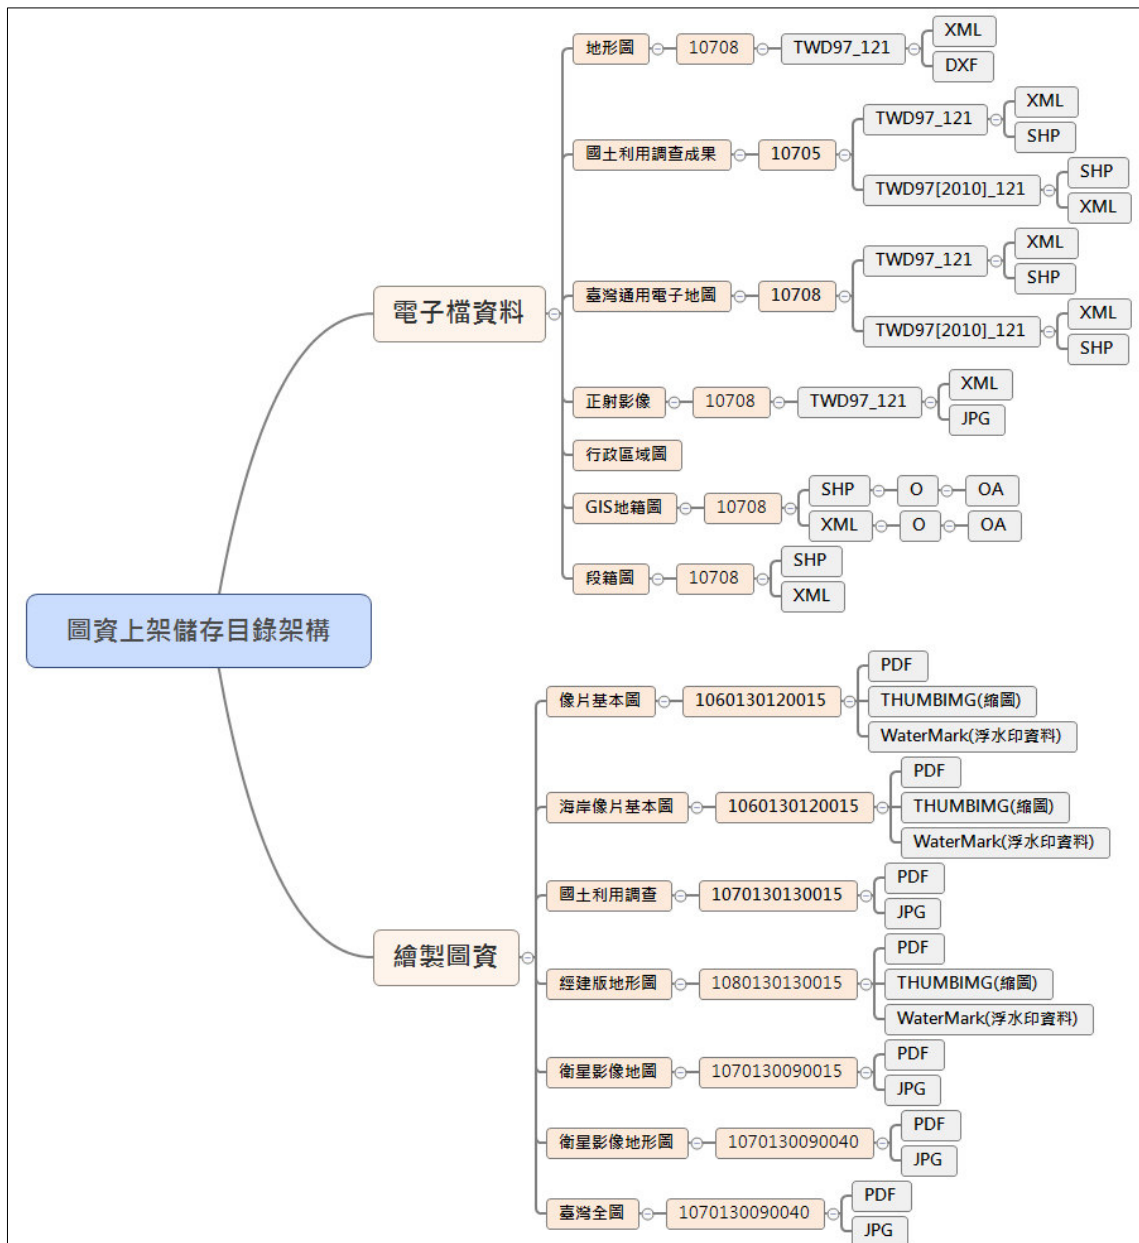 圖資上架儲存目錄架構
電子檔資料
地形圖
10708
TWD97_121
XML
DXF
國土利用調查成果
10705
TWD97_121
XML
SHP
TWD97[2010]_121
SHP
XML
臺灣通用電子地圖
10708
TWD97_121
XML
SHP
TWD97[2010]_121
XML
SHP
正射影像
10708
TWD97_121
XML
JPG
行政區域圖
GIS地籍圖
10708
SHP
O
OA
XML
O
OA
段籍圖
10708
SHP
XML
繪製圖資
像片基本圖
1060130120015
PDF
THUMBIMG(縮圖)
WaterMark(浮水印資料)
海岸像片基本圖
1060130120015
PDF
THUMBIMG(縮圖)
WaterMark(浮水印資料)
國土利用調查
1070130130015
PDF
JPG
經建版地形圖
1080130130015
PDF
THUMBIMG(縮圖)
WaterMark(浮水印資料)
衛星影像地圖
1070130090015
PDF
JPG
衛星影像地形圖
1070130090040
PDF
JPG
臺灣全圖
1070130090040
PDF
JPG